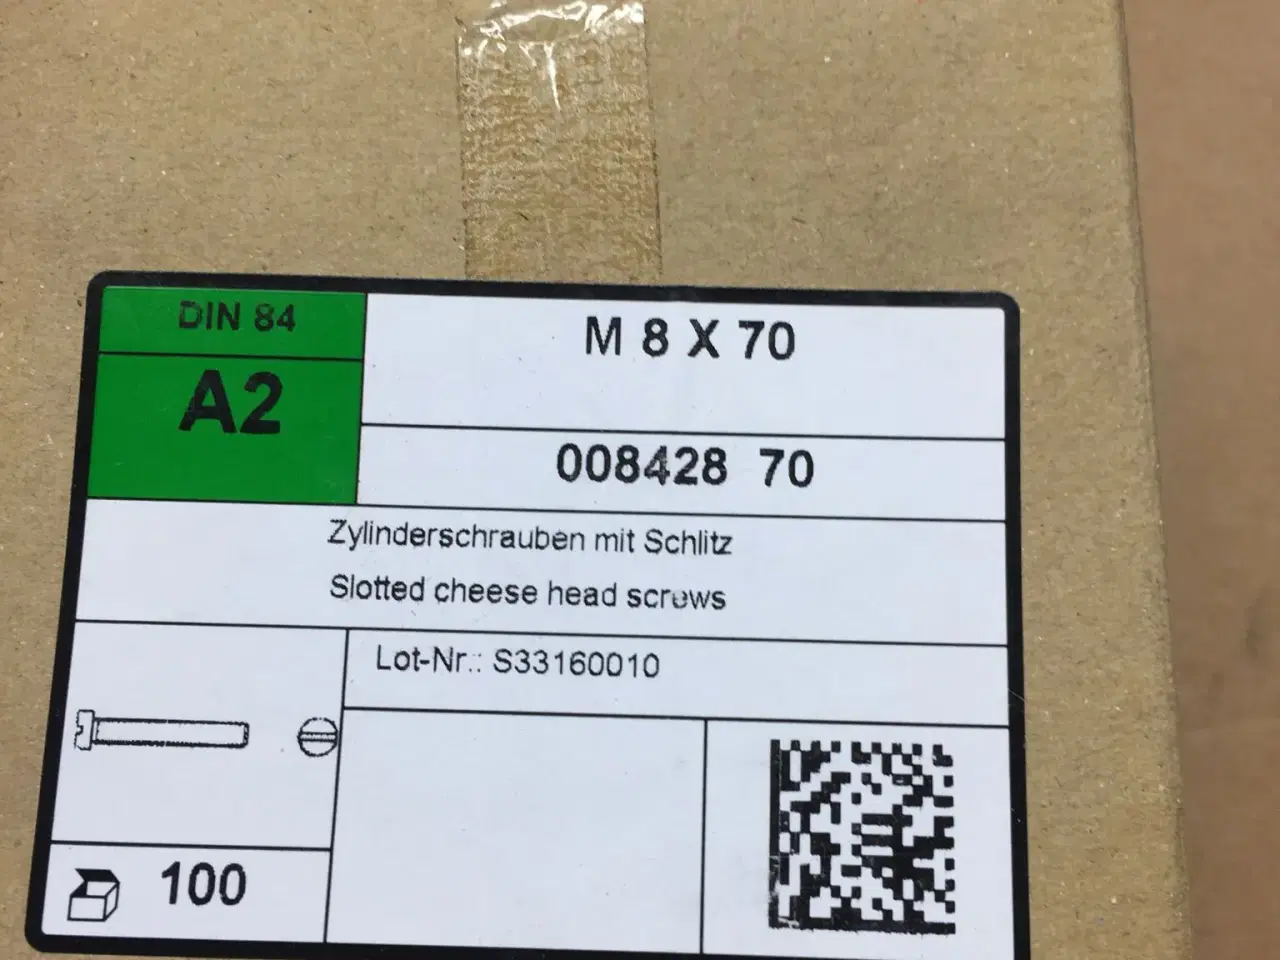 DIN 84
A2
M 8 X 70
008428 70
Zylinderschrauben mit Schlitz
Slotted cheese head screws
Lot-Nr.: S33160010
100